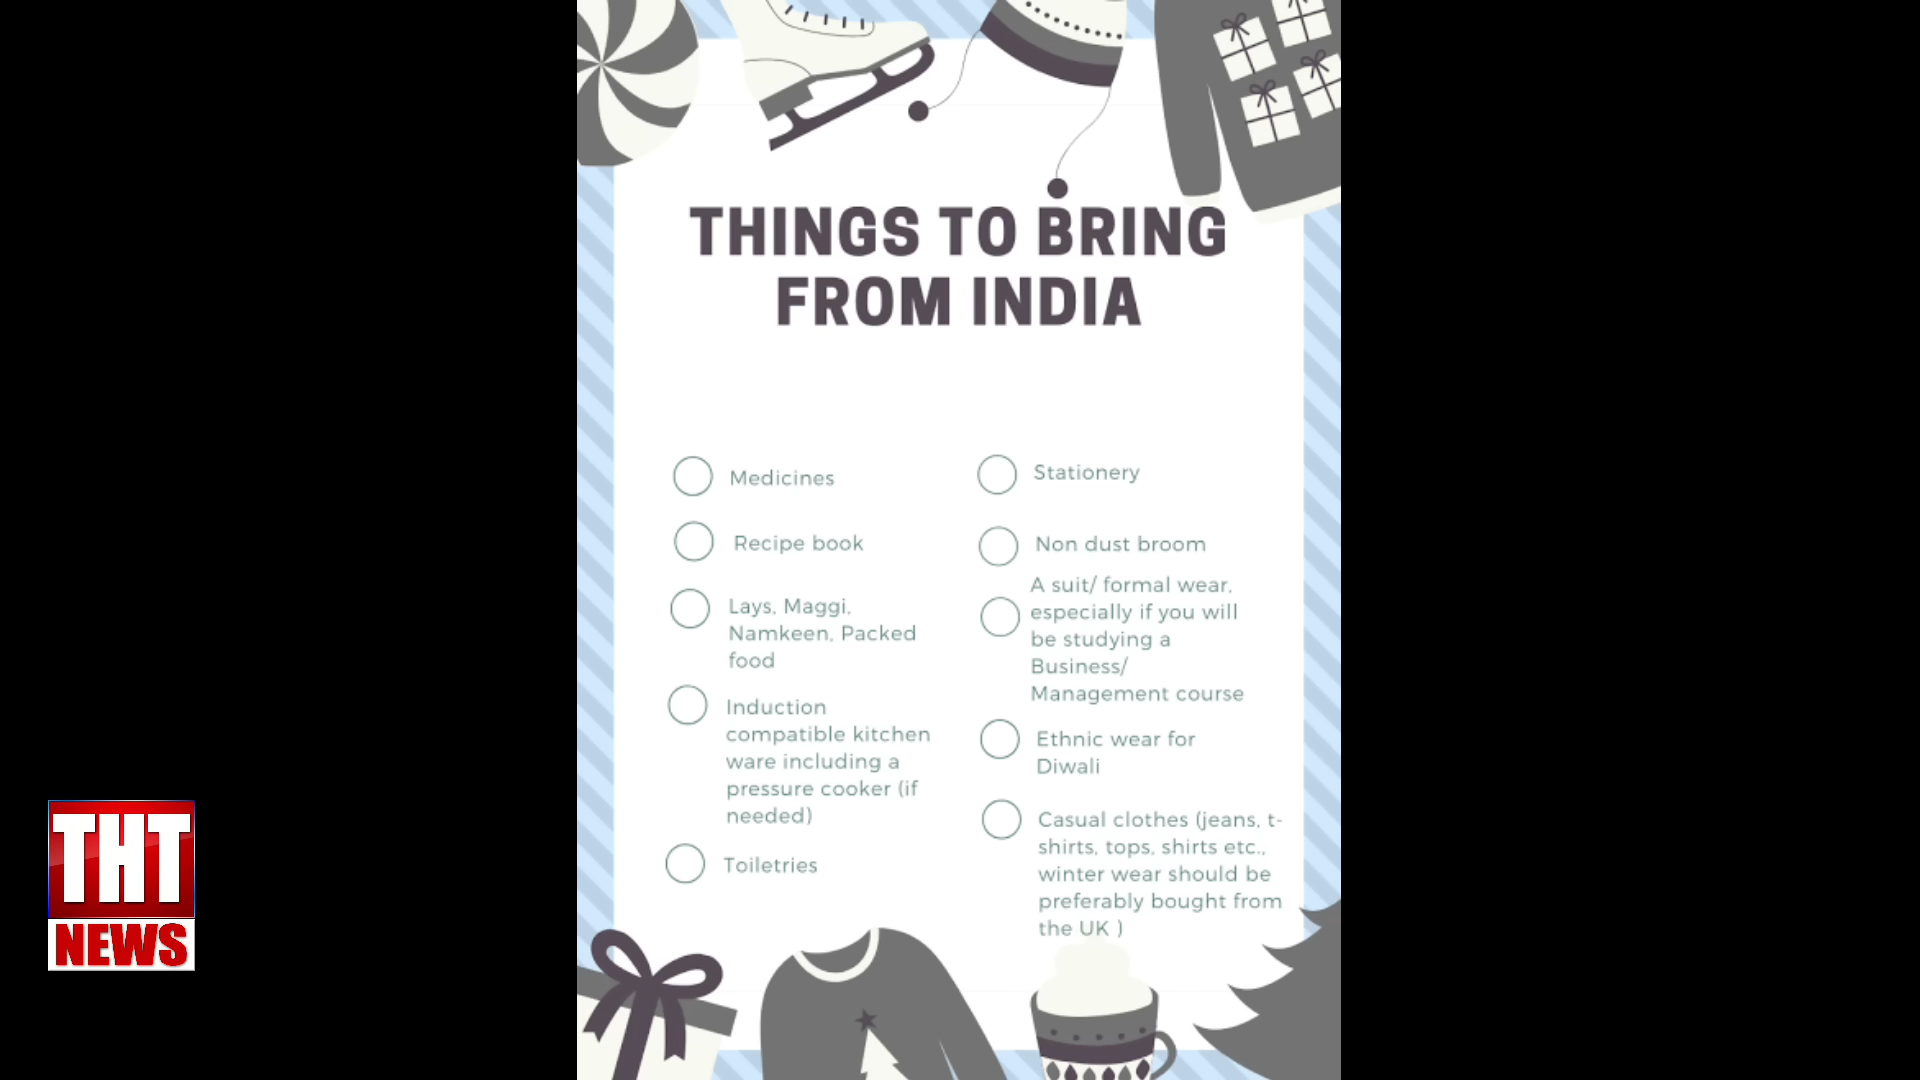 THINGS TO BRING
FROM INDIA
Medicines
Recipe book
Lays, Maggi,
Namkeen, Packed
food
Induction
compatible kitchen
ware including a
pressure cooker (if
needed)
Toiletries
Stationery
Non dust broom
A suit/ formal wear,
especially if you will
be studying a
Business/
Management course
Ethnic wear for
Diwali
Casual clothes (jeans, t-
shirts, tops, shirts etc.,
winter wear should be
preferably bought from
the UK )
THT
NEWS